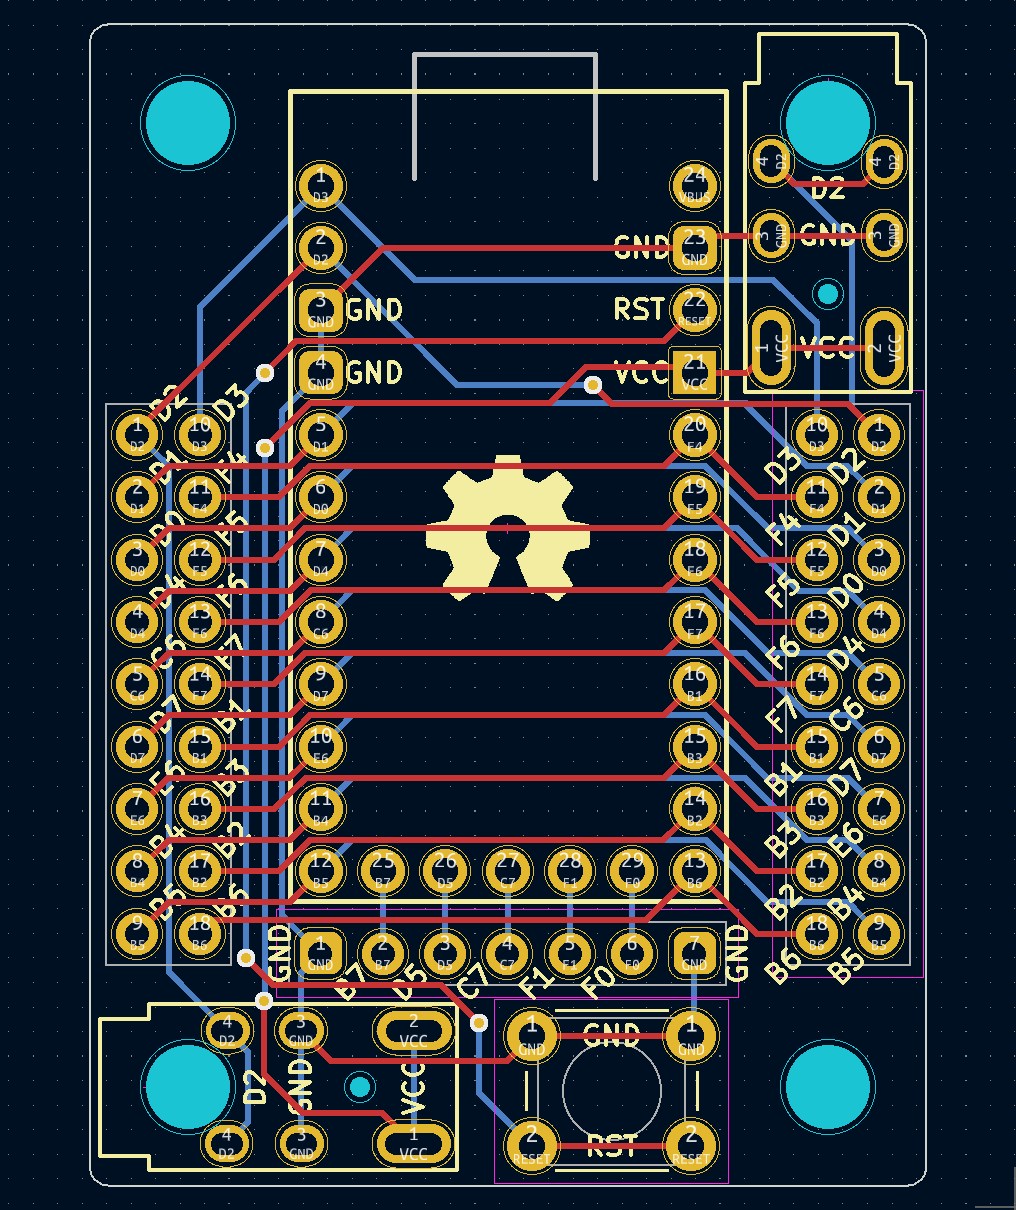 4 D2
4 D2
D2
1 D3
24 VBUS
2 D2
GND
23 GND
3 GND
GND
3 GND
3 GND
GND
RST
22 RESET
4 GND
GND
VCC
21 VCC
1 VCC
VCC
2 VCC
D2
D3
1 D2
10 D3
5 D1
20 F4
10 D3
1 D2
D1
F4
D3
D2
2 D1
11 F4
6 D0
19 F5
11 F4
2 D1
D0
F5
F4
D1
3 D0
12 F5
7 D4
18 F6
12 F5
3 D0
D4
F6
F5
D0
4 D4
13 F6
8 C6
17 F7
13 F6
4 D4
C6
F7
F6
D4
5 C6
14 F7
9 D7
16 B1
14 F7
5 C6
D7
B1
F7
C6
6 D7
15 B1
10 E6
15 B3
15 B1
6 D7
E6
B3
B1
D7
7 E6
16 B3
11 B4
14 B2
16 B3
7 E6
B4
B2
B3
E6
8 B4
17 B2
12 B5
25 B7
26 D5
27 C7
28 F1
29 F0
13 B6
17 B2
8 B4
B5
B6
B2
B4
9 B5
18 B6
GND
1 GND
2 B7
3 D5
4 C7
5 F1
6 F0
7 GND
GND
18 B6
9 B5
B7
D5
C7
F1
F0
B6
B5
4 D2
3 GND
2 VCC
1 GND
GND
1 GND
D2
GND
VCC
4 D2
3 GND
1 VCC
2 RESET
RST
2 RESET